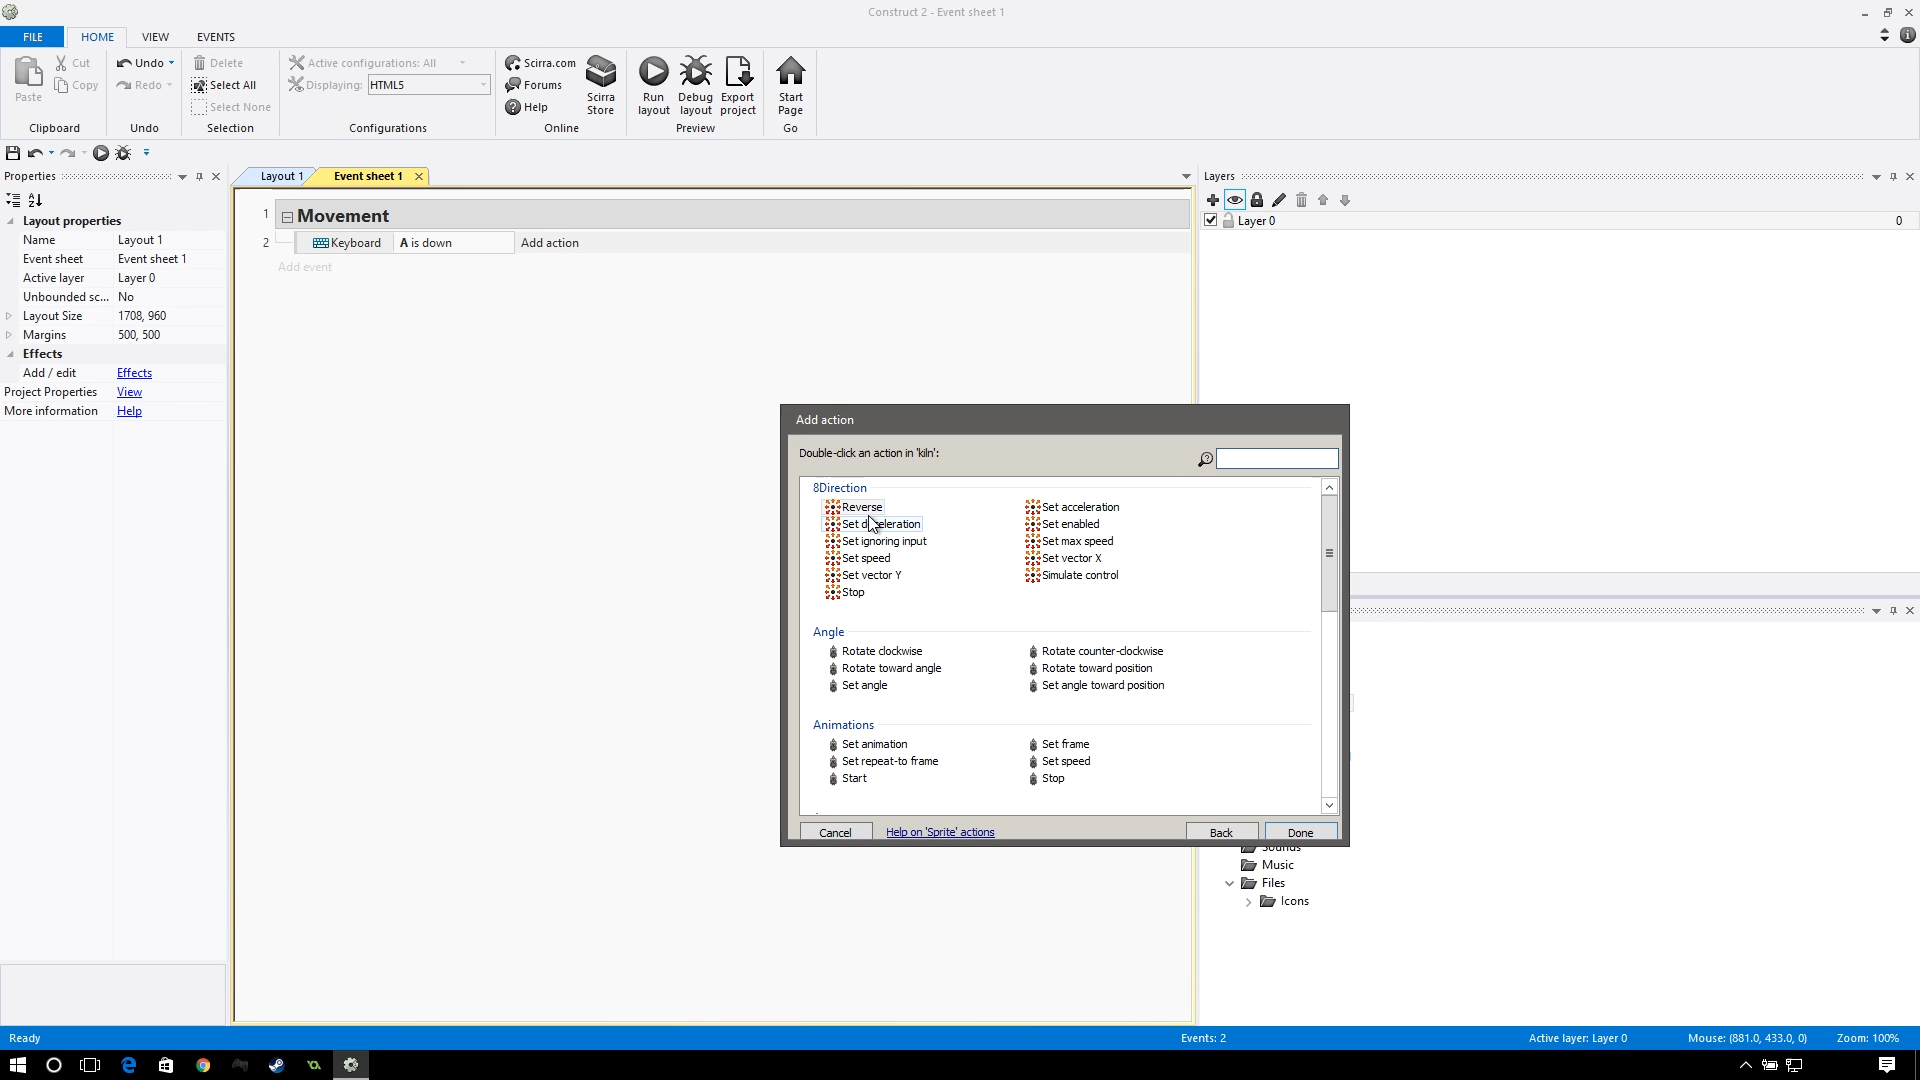 Construct 2 - Event sheet 1
FILE HOME VIEW EVENTS
Paste Cut Copy
Clipboard
Undo Redo
Undo
Delete Select All Select None
Selection
Active configurations: All
Displaying: HTML5
Configurations
Scirra.com
Forums
Help
Scirra Store
Online
Run layout
Debug layout
Export project
Preview
Start Page
Go
Properties
Layout properties
Name Layout 1
Event sheet Event sheet 1
Active layer Layer 0
Unbounded sc... No
Layout Size 1708, 960
Margins 500, 500
Effects
Add / edit Effects
Project Properties View
More information Help
Layout 1 Event sheet 1
1 Movement
2 Keyboard A is down Add action
Add event
Layers
Layer 0 0
Add action
Double-click an action in 'kiln':
8Direction
Reverse Set acceleration
Set deceleration Set enabled
Set ignoring input Set max speed
Set speed Set vector X
Set vector Y Simulate control
Stop
Angle
Rotate clockwise Rotate counter-clockwise
Rotate toward angle Rotate toward position
Set angle Set angle toward position
Animations
Set animation Set frame
Set repeat-to frame Set speed
Start Stop
Cancel Help on 'Sprite' actions Back Done
Sounds
Music
Files
Icons
Ready Events: 2 Active layer: Layer 0 Mouse: (881.0, 433.0, 0) Zoom: 100%